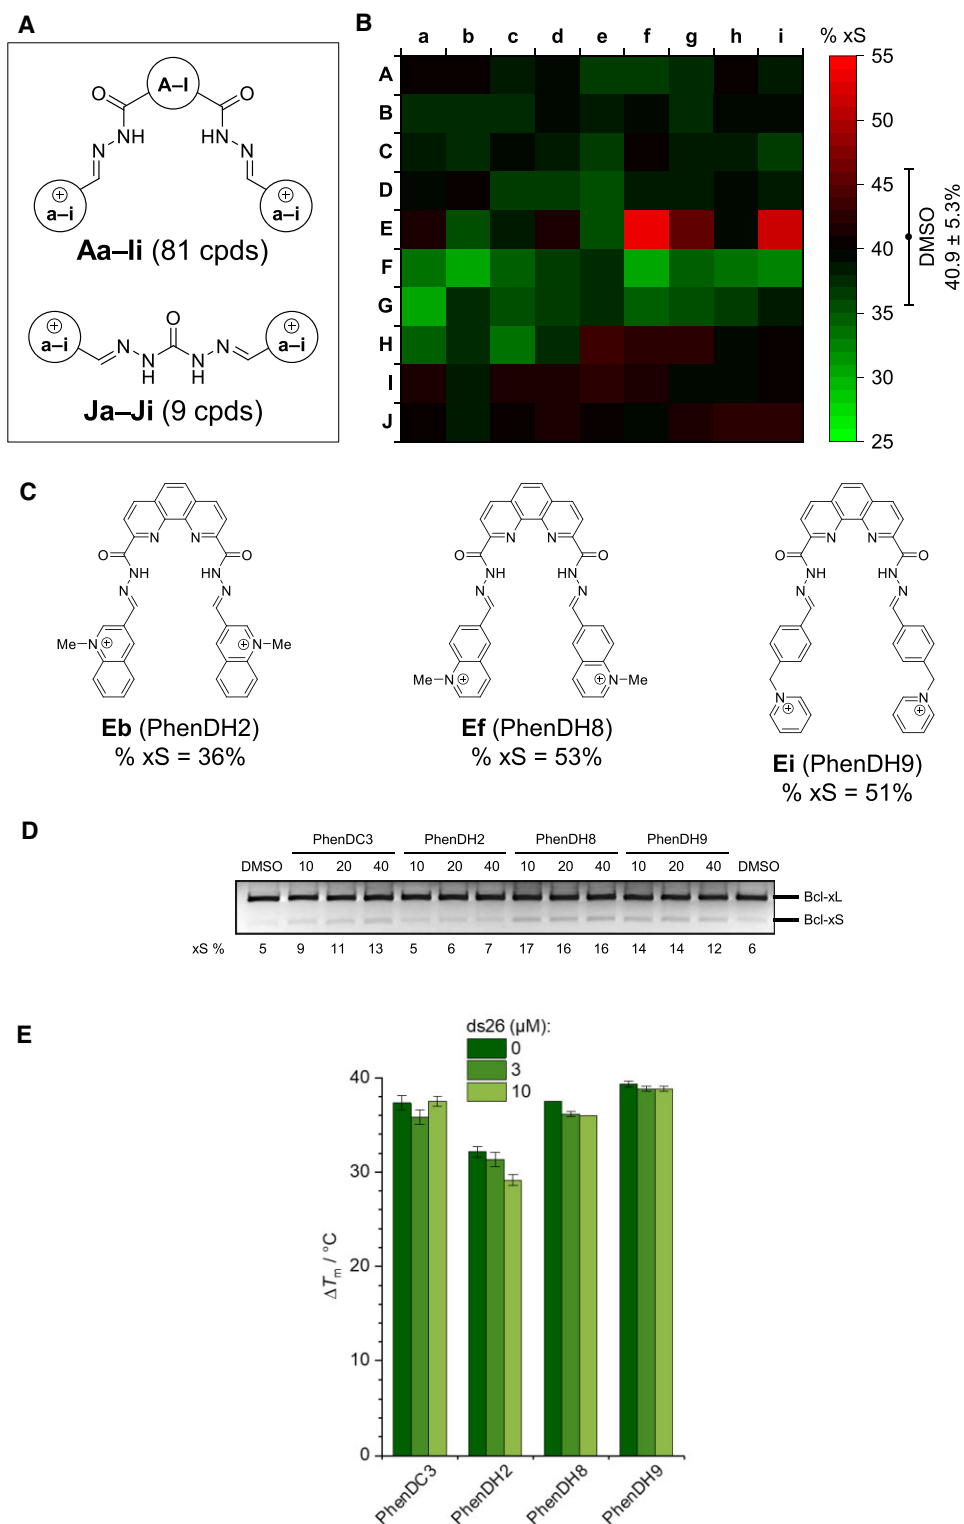 A
A–I
O
O
NH
HN
N
N
a–i
a–i
Aa–Ii (81 cpds)
O
a–i
N
N
H
N
H
N
a–i
Ja–Ji (9 cpds)
B
a b c d e f g h i
A
B
C
D
E
F
G
H
I
J
% xS
55
50
45
40
35
30
25
DMSO
40.9 ± 5.3%
C
N N
O O
NH HN
N N
Me–N N–Me
Eb (PhenDH2)
% xS = 36%
N N
O O
NH HN
N N
Me–N N–Me
Ef (PhenDH8)
% xS = 53%
N N
O O
NH HN
N N
N N
Ei (PhenDH9)
% xS = 51%
D
PhenDC3 PhenDH2 PhenDH8 PhenDH9
DMSO 10 20 40 10 20 40 10 20 40 10 20 40 DMSO
Bcl-xL
Bcl-xS
xS % 5 9 11 13 5 6 7 17 16 16 14 14 12 6
E
ds26 (µM):
0
3
10
40
30
20
10
0
ΔTm / °C
PhenDC3
PhenDH2
PhenDH8
PhenDH9